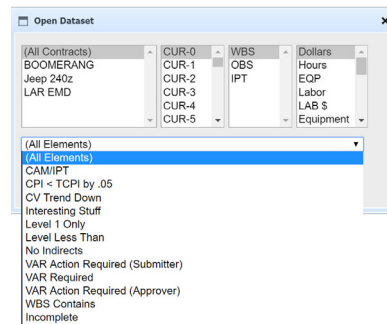 Open Dataset
(All Contracts)
BOOMERANG
Jeep 240z
LAR EMD
CUR-0
CUR-1
CUR-2
CUR-3
CUR-4
CUR-5
WBS
OBS
IPT
Dollars
Hours
EQP
Labor
LAB $
Equipment
(All Elements)
(All Elements)
CAM/IPT
CPI < TCPI by .05
CV Trend Down
Interesting Stuff
Level 1 Only
Level Less Than
No Indirects
VAR Action Required (Submitter)
VAR Required
VAR Action Required (Approver)
WBS Contains
Incomplete